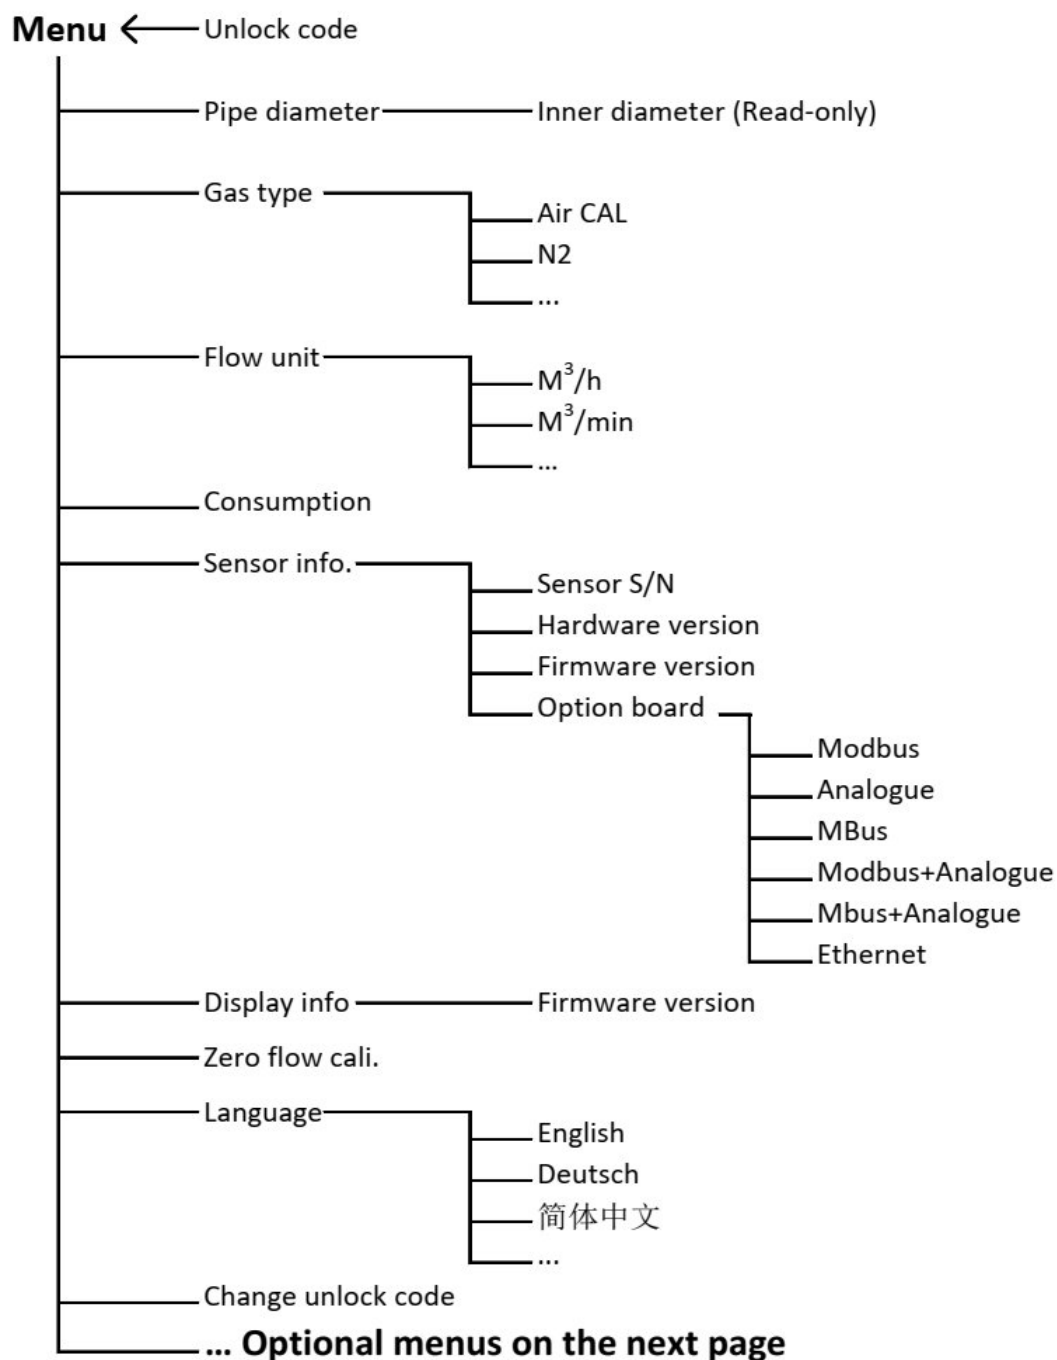 Menu Unlock code
Pipe diameter Inner diameter (Read-only)
Gas type
Air CAL
N2
...
Flow unit
M³/h
M³/min
...
Consumption
Sensor info.
Sensor S/N
Hardware version
Firmware version
Option board
Modbus
Analogue
MBus
Modbus+Analogue
Mbus+Analogue
Ethernet
Display info Firmware version
Zero flow cali.
Language
English
Deutsch
简体中文
...
Change unlock code
... Optional menus on the next page